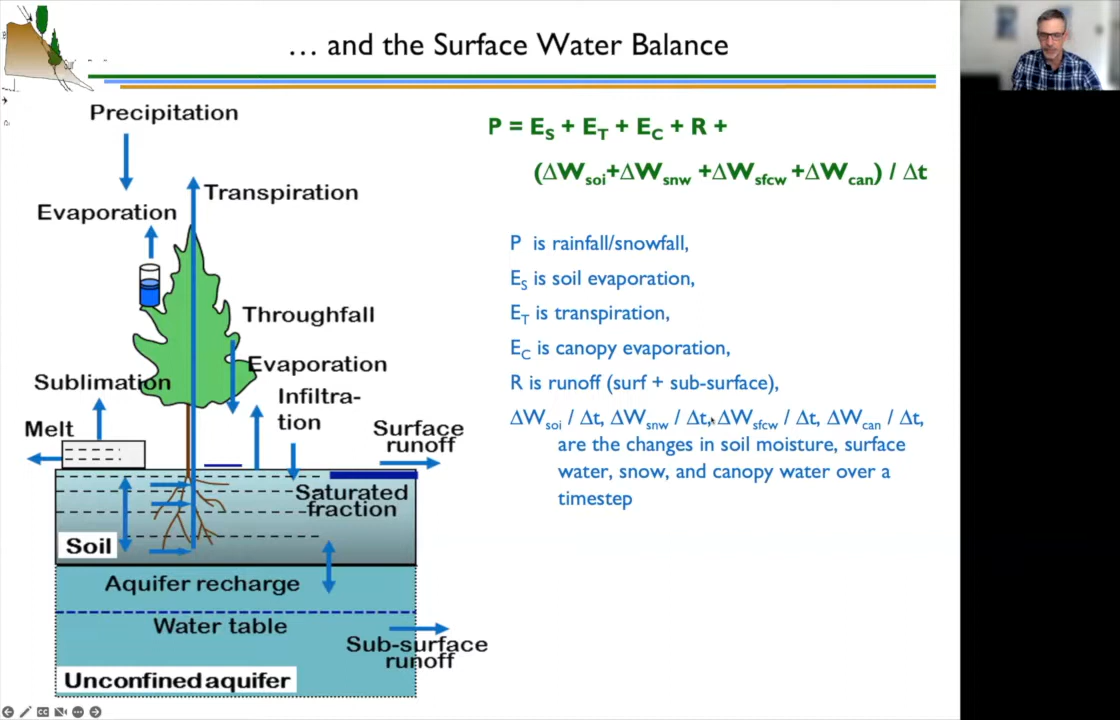 … and the Surface Water Balance
Precipitation
Transpiration
Evaporation
Throughfall
Evaporation
Sublimation
Infiltra-
tion
Melt
Surface
runoff
Saturated
fraction
Soil
Aquifer recharge
Water table
Sub-surface
runoff
Unconfined aquifer
P = E_S + E_T + E_C + R +
(ΔW_soi+ΔW_snw +ΔW_sfcw +ΔW_can) / Δt
P is rainfall/snowfall,
E_S is soil evaporation,
E_T is transpiration,
E_C is canopy evaporation,
R is runoff (surf + sub-surface),
ΔW_soi / Δt, ΔW_snw / Δt, ΔW_sfcw / Δt, ΔW_can / Δt,
are the changes in soil moisture, surface
water, snow, and canopy water over a
timestep